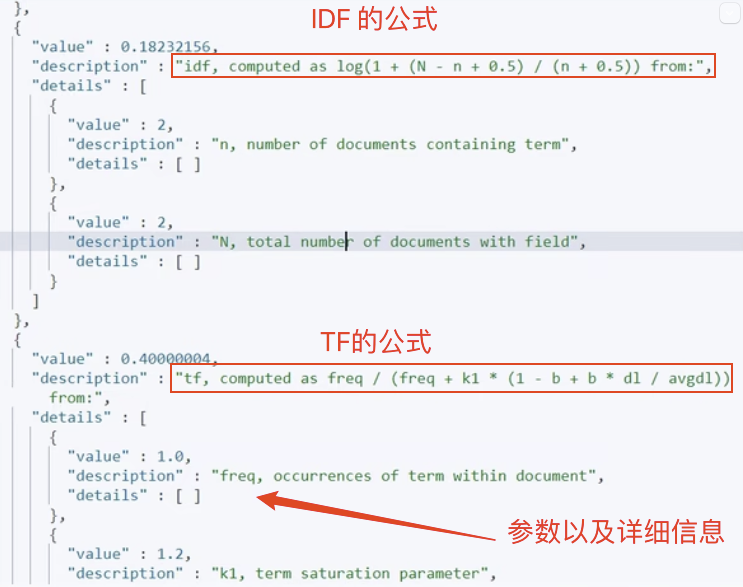 },
IDF 的公式
{
"value" : 0.18232156,
"description" : "idf, computed as log(1 + (N - n + 0.5) / (n + 0.5)) from:",
"details" : [
{
"value" : 2,
"description" : "n, number of documents containing term",
"details" : [ ]
},
{
"value" : 2,
"description" : "N, total number of documents with field",
"details" : [ ]
}
]
},
TF的公式
{
"value" : 0.40000004,
"description" : "tf, computed as freq / (freq + k1 * (1 - b + b * dl / avgdl))
from:",
"details" : [
{
"value" : 1.0,
"description" : "freq, occurrences of term within document",
"details" : [ ]
},
参数以及详细信息
{
"value" : 1.2,
"description" : "k1, term saturation parameter",